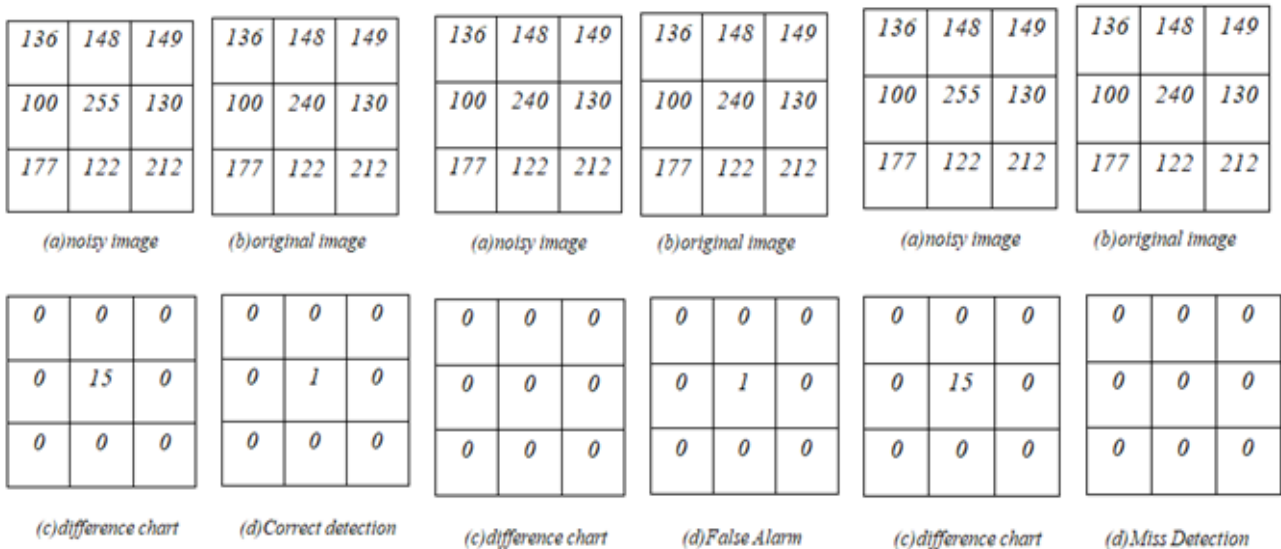 136 148 149 136 148 149 136 148 149 136 148 149 136 148 149 136 148 149
100 255 130 100 240 130 100 240 130 100 240 130 100 255 130 100 240 130
177 122 212 177 122 212 177 122 212 177 122 212 177 122 212 177 122 212
(a)noisy image (b)original image (a)noisy image (b)original image (a)noisy image (b)original image
0 0 0 0 0 0 0 0 0 0 0 0 0 0 0 0 0 0
0 15 0 0 1 0 0 0 0 0 1 0 0 15 0 0 0 0
0 0 0 0 0 0 0 0 0 0 0 0 0 0 0 0 0 0
(c)difference chart (d)Correct detection (c)difference chart (d)False Alarm (c)difference chart (d)Miss Detection